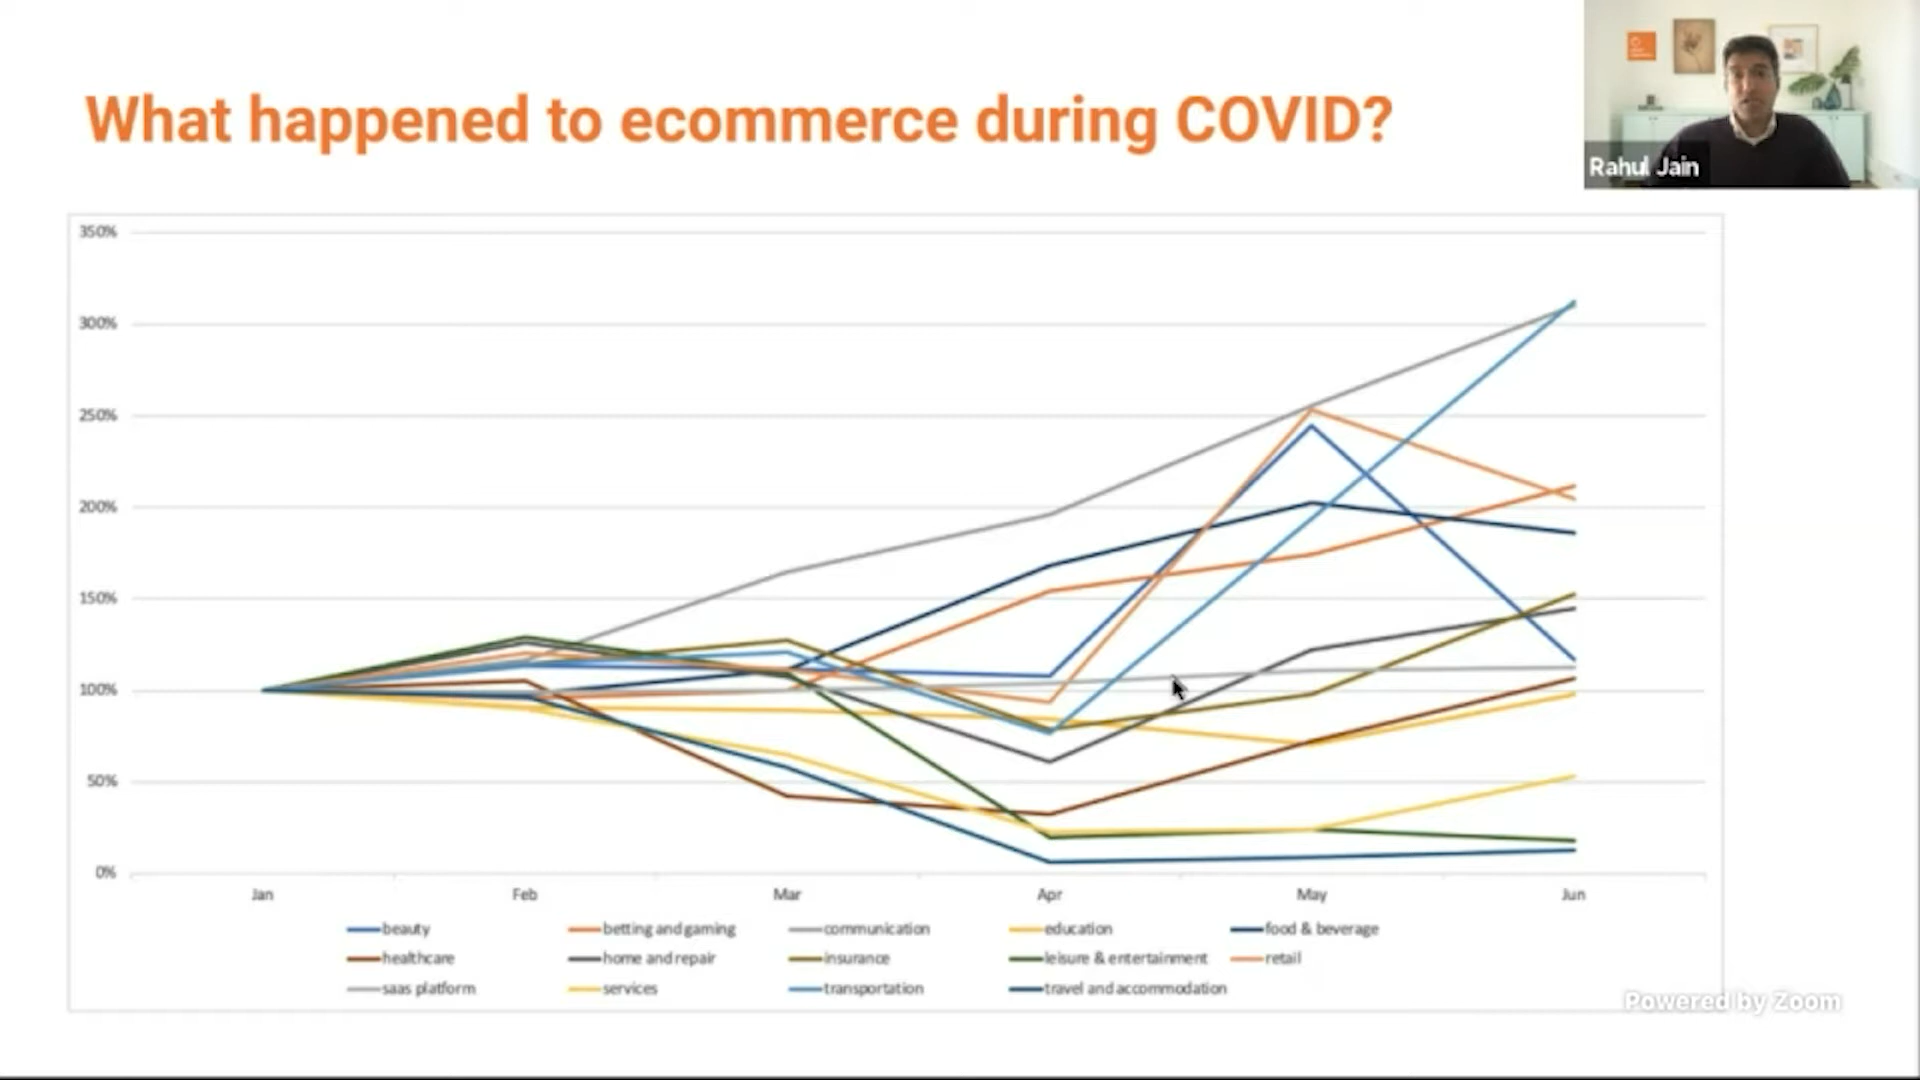 What happened to ecommerce during COVID?
Rahul Jain
350%
300%
250%
200%
150%
100%
50%
0%
Jan Feb Mar Apr May Jun
beauty betting and gaming communication education food & beverage
healthcare home and repair insurance leisure & entertainment retail
saas platform services transportation travel and accommodation
Powered by Zoom